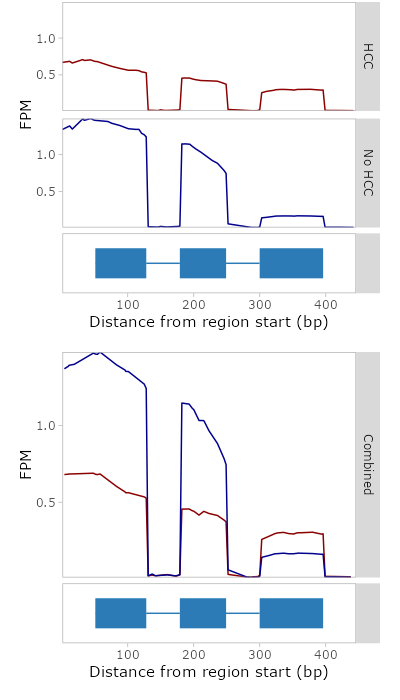 HCC
1.0
0.5
FPM
No HCC
1.0
0.5
100 200 300 400
Distance from region start (bp)
Combined
FPM
1.0
0.5
100 200 300 400
Distance from region start (bp)